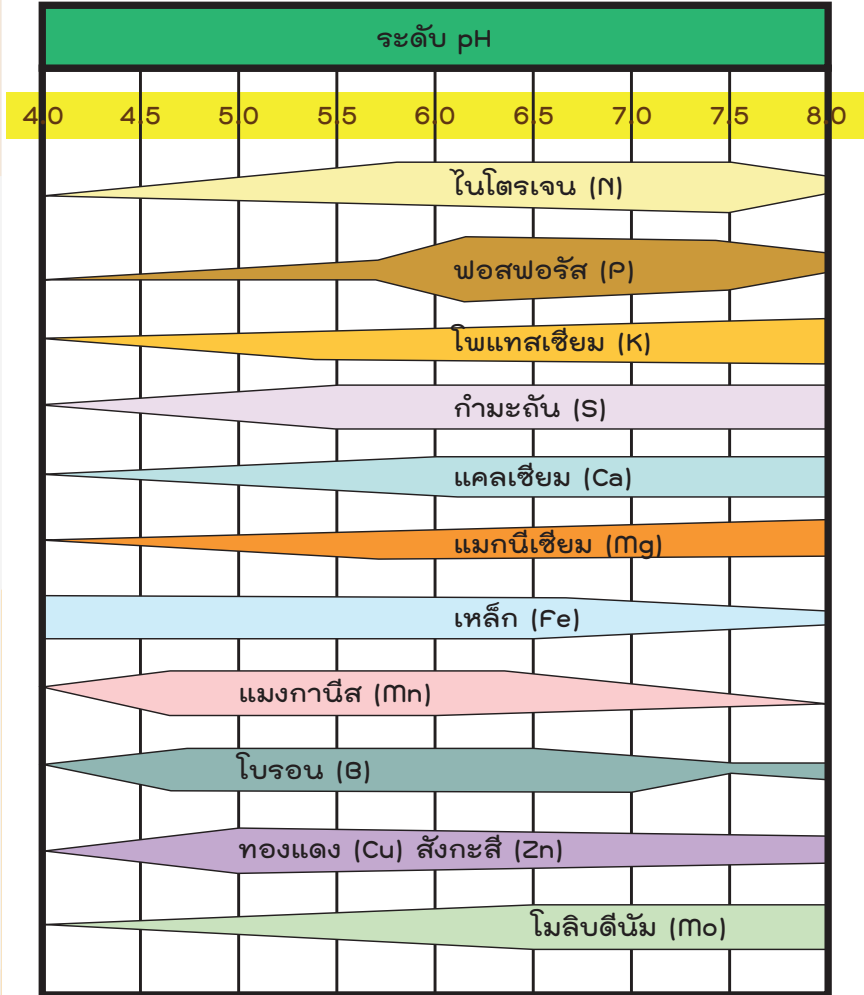 ระดับ pH
4.0 4.5 5.0 5.5 6.0 6.5 7.0 7.5 8.0
ไนโตรเจน (N)
ฟอสฟอรัส (P)
โพแทสเซียม (K)
กำมะถัน (S)
แคลเซียม (Ca)
แมกนีเซียม (Mg)
เหล็ก (Fe)
แมงกานีส (Mn)
โบรอน (B)
ทองแดง (Cu) สังกะสี (Zn)
โมลิบดีนัม (Mo)